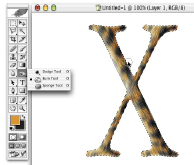 Untitled-1 @ 100% (Layer 1, RGB/8)
Dodge Tool O
Burn Tool O
Sponge Tool O
X